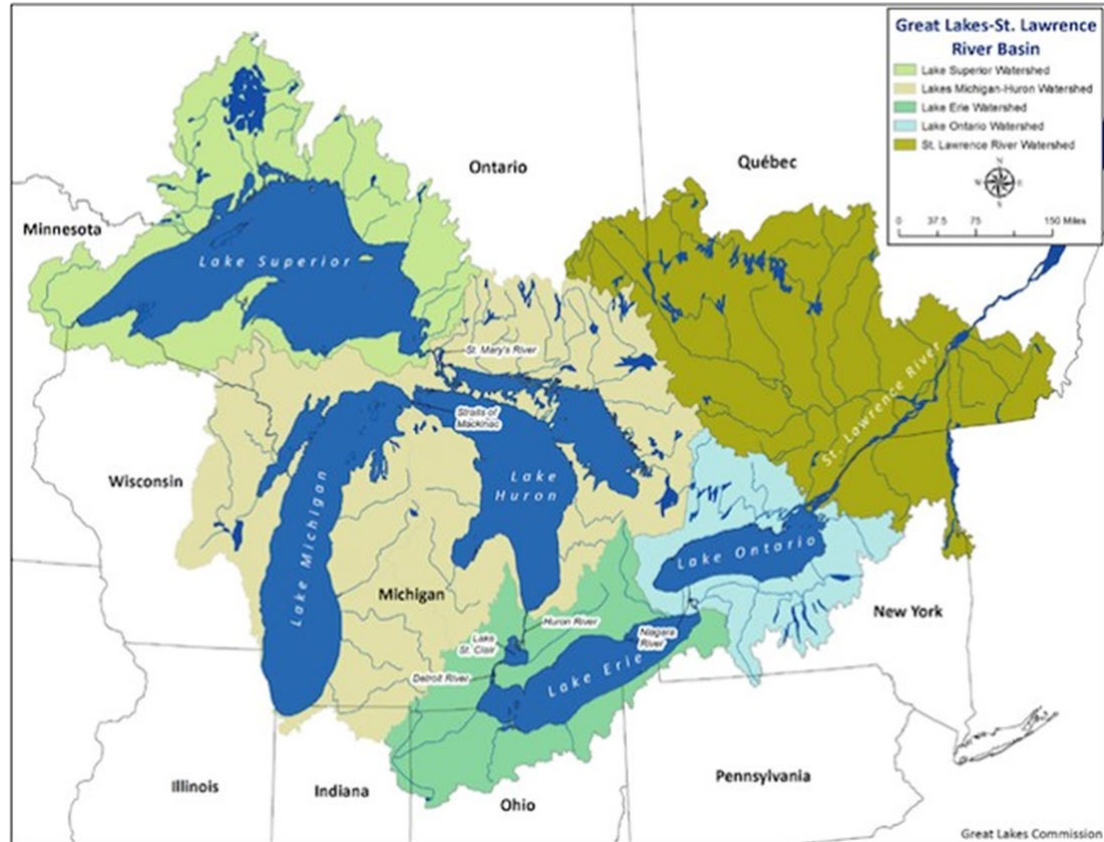 Great Lakes-St. Lawrence
River Basin
Lake Superior Watershed
Lakes Michigan-Huron Watershed
Lake Erie Watershed
Lake Ontario Watershed
St. Lawrence River Watershed
N
W E
S
0 37.5 75 150 Miles
Ontario
Québec
Minnesota
Lake Superior
St. Mary's River
Straits of
Mackinac
St. Lawrence River
Wisconsin
Lake Michigan
Lake
Huron
Lake Ontario
Michigan
New York
Huron River
Lake
St. Clair
Niagara
River
Detroit River
Lake Erie
Illinois
Indiana
Ohio
Pennsylvania
Great Lakes Commission